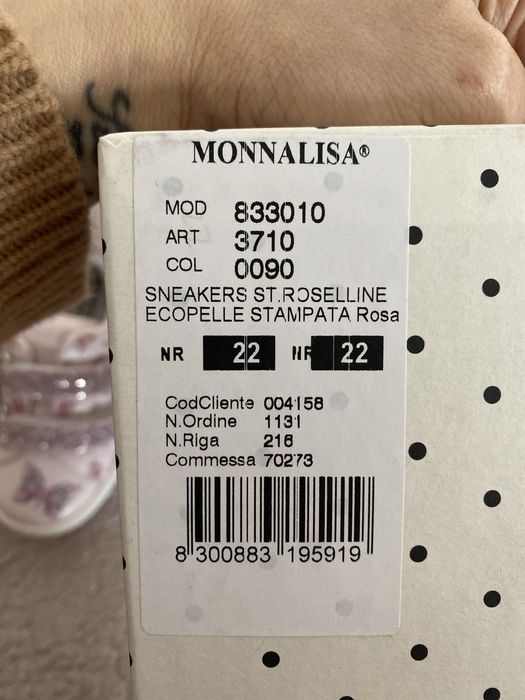 MONNALISA®
MOD 833010
ART 3710
COL 0090
SNEAKERS ST.ROSELLINE
ECOPELLE STAMPATA Rosa
NR 22 NR 22
CodCliente 004158
N.Ordine 1131
N.Riga 216
Commessa 70273
8 300883 195919